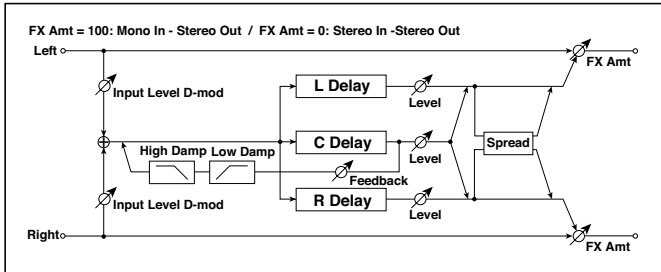 FX Amt = 100: Mono In - Stereo Out / FX Amt = 0: Stereo In -Stereo Out
Left
FX Amt
Input Level D-mod
L Delay
Level
High Damp
Low Damp
C Delay
Level
Spread
Feedback
Input Level D-mod
R Delay
Level
Right
FX Amt